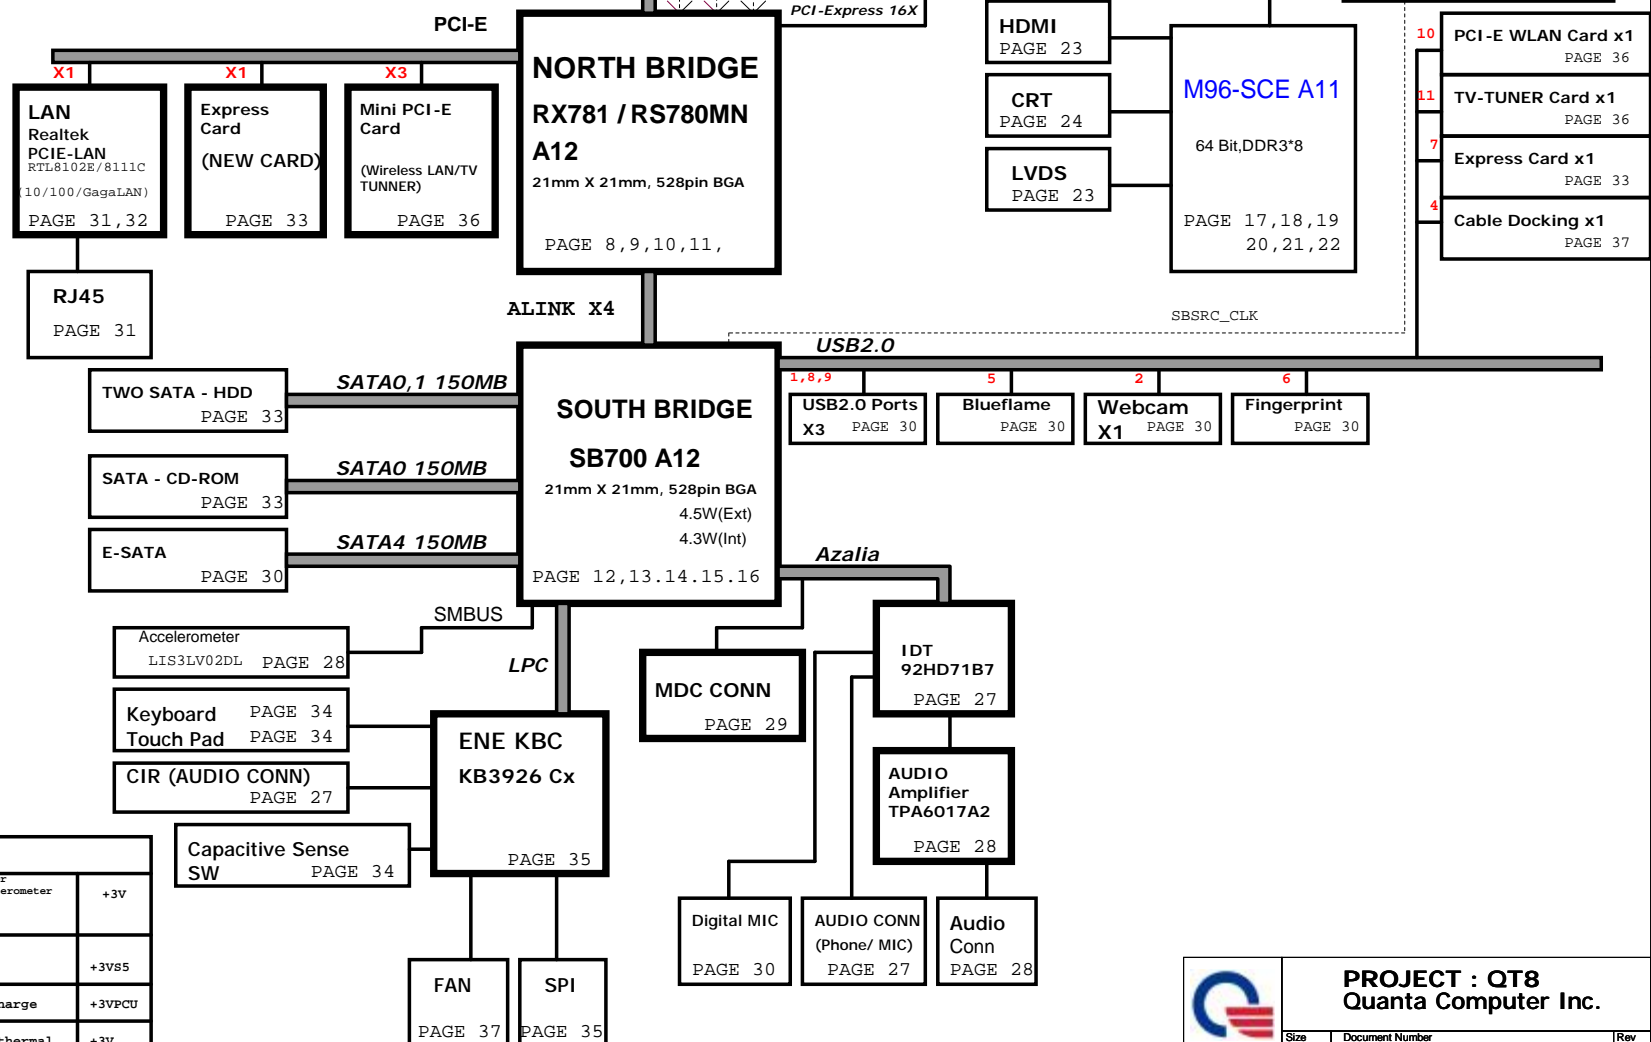 PCI-E
PCI-Express 16X
X1
X1
X3
LAN
Realtek
PCIE-LAN
RTL8102E/8111C
(10/100/GagaLAN)
PAGE 31,32
Express
Card
(NEW CARD)
PAGE 33
Mini PCI-E
Card
(Wireless LAN/TV
TUNNER)
PAGE 36
NORTH BRIDGE
RX781 / RS780MN
A12
21mm X 21mm, 528pin BGA
PAGE 8,9,10,11,
HDMI
PAGE 23
CRT
PAGE 24
LVDS
PAGE 23
M96-SCE A11
64 Bit,DDR3*8
PAGE 17,18,19
20,21,22
10
PCI-E WLAN Card x1
PAGE 36
11
TV-TUNER Card x1
PAGE 36
7
Express Card x1
PAGE 33
4
Cable Docking x1
PAGE 37
RJ45
PAGE 31
ALINK X4
SBSRC_CLK
USB2.0
1,8,9
5
2
6
USB2.0 Ports
X3 PAGE 30
Blueflame
PAGE 30
Webcam
X1 PAGE 30
Fingerprint
PAGE 30
TWO SATA - HDD
PAGE 33
SATA0,1 150MB
SATA - CD-ROM
PAGE 33
SATA0 150MB
E-SATA
PAGE 30
SATA4 150MB
SOUTH BRIDGE
SB700 A12
21mm X 21mm, 528pin BGA
4.5W(Ext)
4.3W(Int)
PAGE 12,13.14.15.16
Azalia
SMBUS
Accelerometer
LIS3LV02DL PAGE 28
LPC
Keyboard PAGE 34
Touch Pad PAGE 34
CIR (AUDIO CONN)
PAGE 27
Capacitive Sense
SW PAGE 34
ENE KBC
KB3926 Cx
PAGE 35
MDC CONN
PAGE 29
IDT
92HD71B7
PAGE 27
AUDIO
Amplifier
TPA6017A2
PAGE 28
Digital MIC
PAGE 30
AUDIO CONN
(Phone/ MIC)
PAGE 27
Audio
Conn
PAGE 28
FAN
PAGE 37
SPI
PAGE 35
r
erometer
+3V
+3VS5
harge
+3VPCU
thermal
+3V
PROJECT : QT8
Quanta Computer Inc.
Size
Document Number
Rev